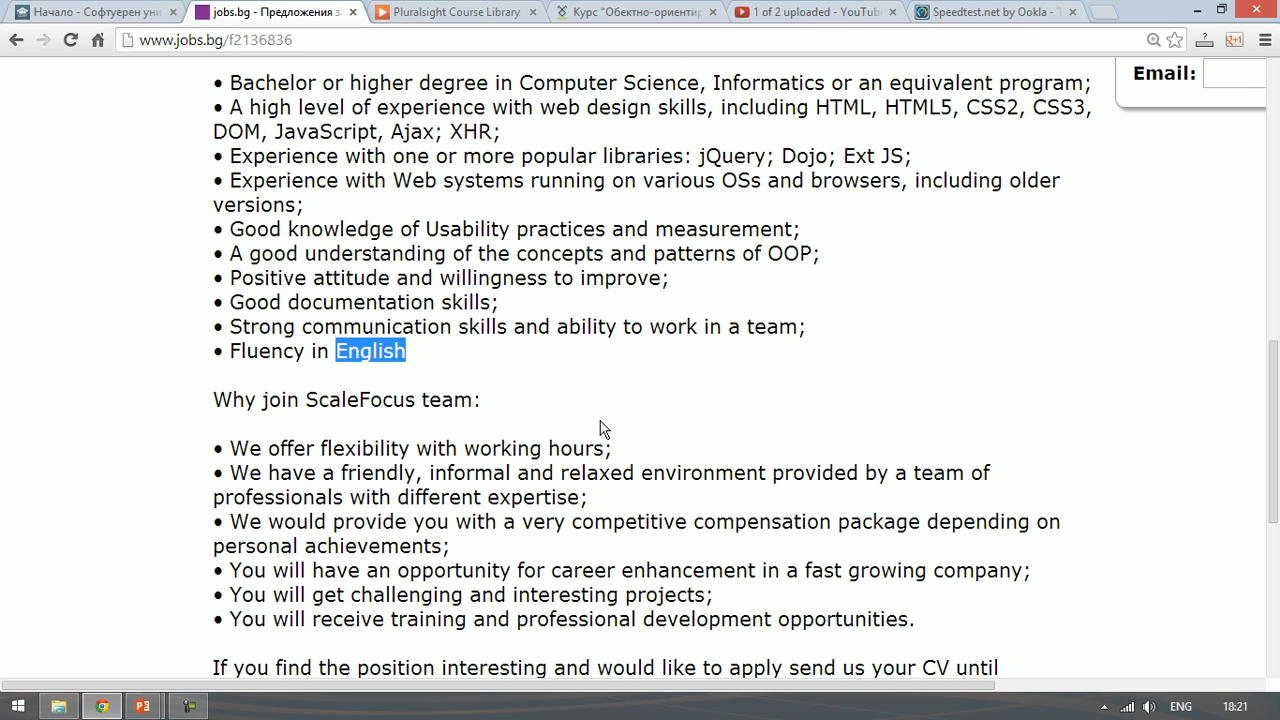 Начало - Софтуерен уни
jobs.bg - Предложения за
Pluralsight Course Library
Курс "Обектно-ориентир
1 of 2 uploaded - YouTube
Speedtest.net by Ookla - T
www.jobs.bg/f2136836
• Bachelor or higher degree in Computer Science, Informatics or an equivalent program;
Email:
• A high level of experience with web design skills, including HTML, HTML5, CSS2, CSS3,
DOM, JavaScript, Ajax; XHR;
• Experience with one or more popular libraries: jQuery; Dojo; Ext JS;
• Experience with Web systems running on various OSs and browsers, including older
versions;
• Good knowledge of Usability practices and measurement;
• A good understanding of the concepts and patterns of OOP;
• Positive attitude and willingness to improve;
• Good documentation skills;
• Strong communication skills and ability to work in a team;
• Fluency in English
Why join ScaleFocus team:
• We offer flexibility with working hours;
• We have a friendly, informal and relaxed environment provided by a team of
professionals with different expertise;
• We would provide you with a very competitive compensation package depending on
personal achievements;
• You will have an opportunity for career enhancement in a fast growing company;
• You will get challenging and interesting projects;
• You will receive training and professional development opportunities.
If you find the position interesting and would like to apply send us your CV until
ENG
18:21